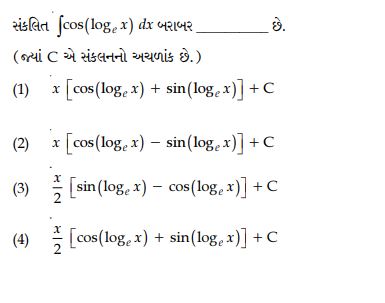 સંકલિત ∫cos(logₑ x) dx બરાબર ________ છે.
(જ્યાં C એ સંકલનનો અચળાંક છે.)
(1) x [cos(logₑ x) + sin(logₑ x)] + C
(2) x [cos(logₑ x) − sin(logₑ x)] + C
(3) x/2 [sin(logₑ x) − cos(logₑ x)] + C
(4) x/2 [cos(logₑ x) + sin(logₑ x)] + C